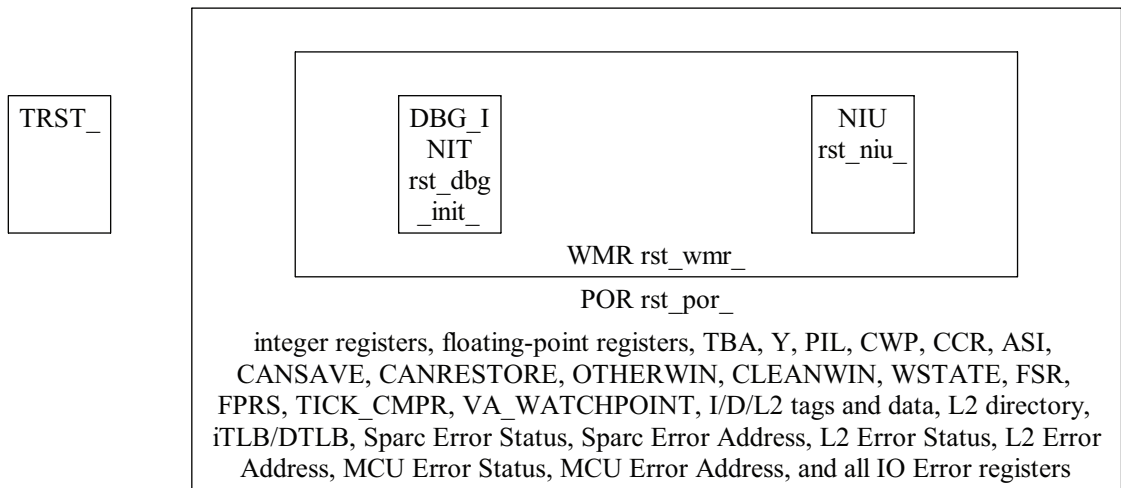 TRST_
DBG_I
NIT
rst_dbg
_init_
NIU
rst_niu_
WMR rst_wmr_
POR rst_por_
integer registers, floating-point registers, TBA, Y, PIL, CWP, CCR, ASI,
CANSAVE, CANRESTORE, OTHERWIN, CLEANWIN, WSTATE, FSR,
FPRS, TICK_CMPR, VA_WATCHPOINT, I/D/L2 tags and data, L2 directory,
iTLB/DTLB, Sparc Error Status, Sparc Error Address, L2 Error Status, L2 Error
Address, MCU Error Status, MCU Error Address, and all IO Error registers